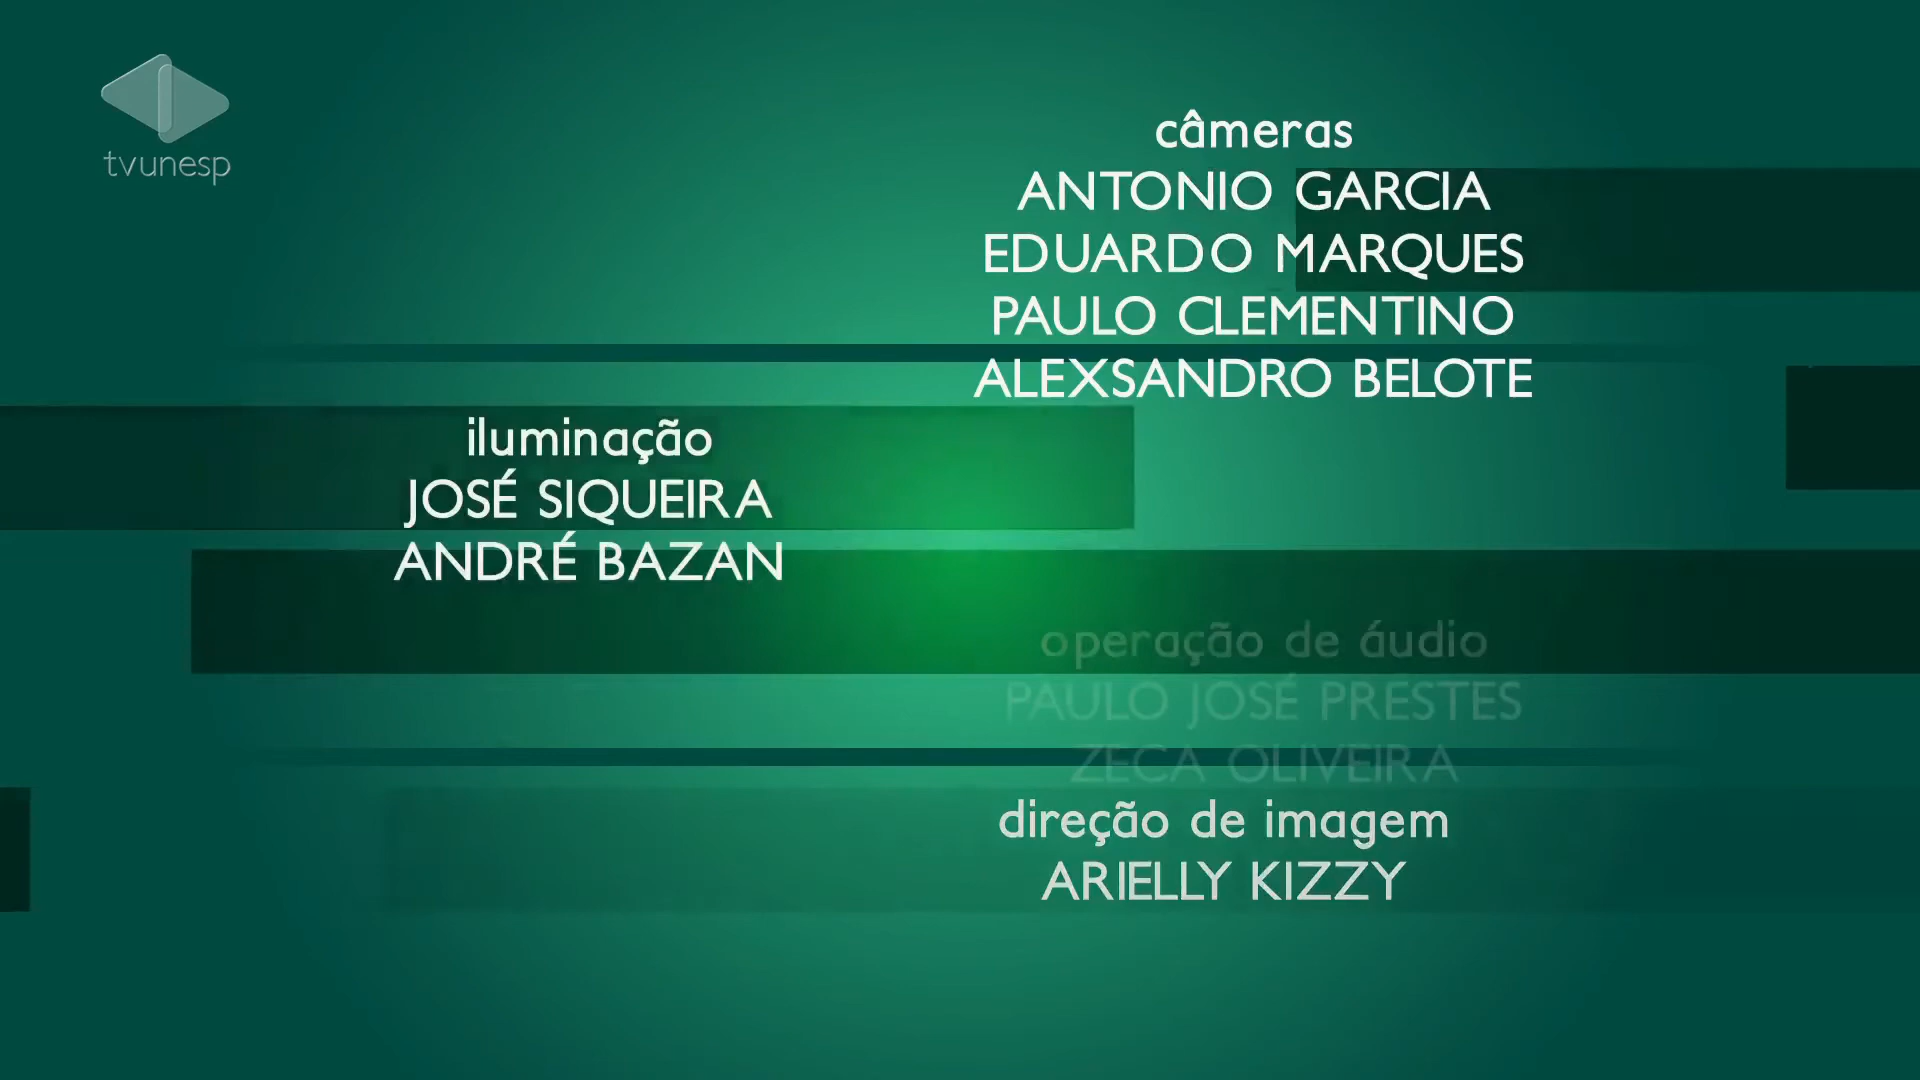 tvunesp
câmeras
ANTONIO GARCIA
EDUARDO MARQUES
PAULO CLEMENTINO
ALEXSANDRO BELOTE
iluminação
JOSÉ SIQUEIRA
ANDRÉ BAZAN
operação de áudio
PAULO JOSÉ PRESTES
ZECA OLIVEIRA
direção de imagem
ARIELLY KIZZY